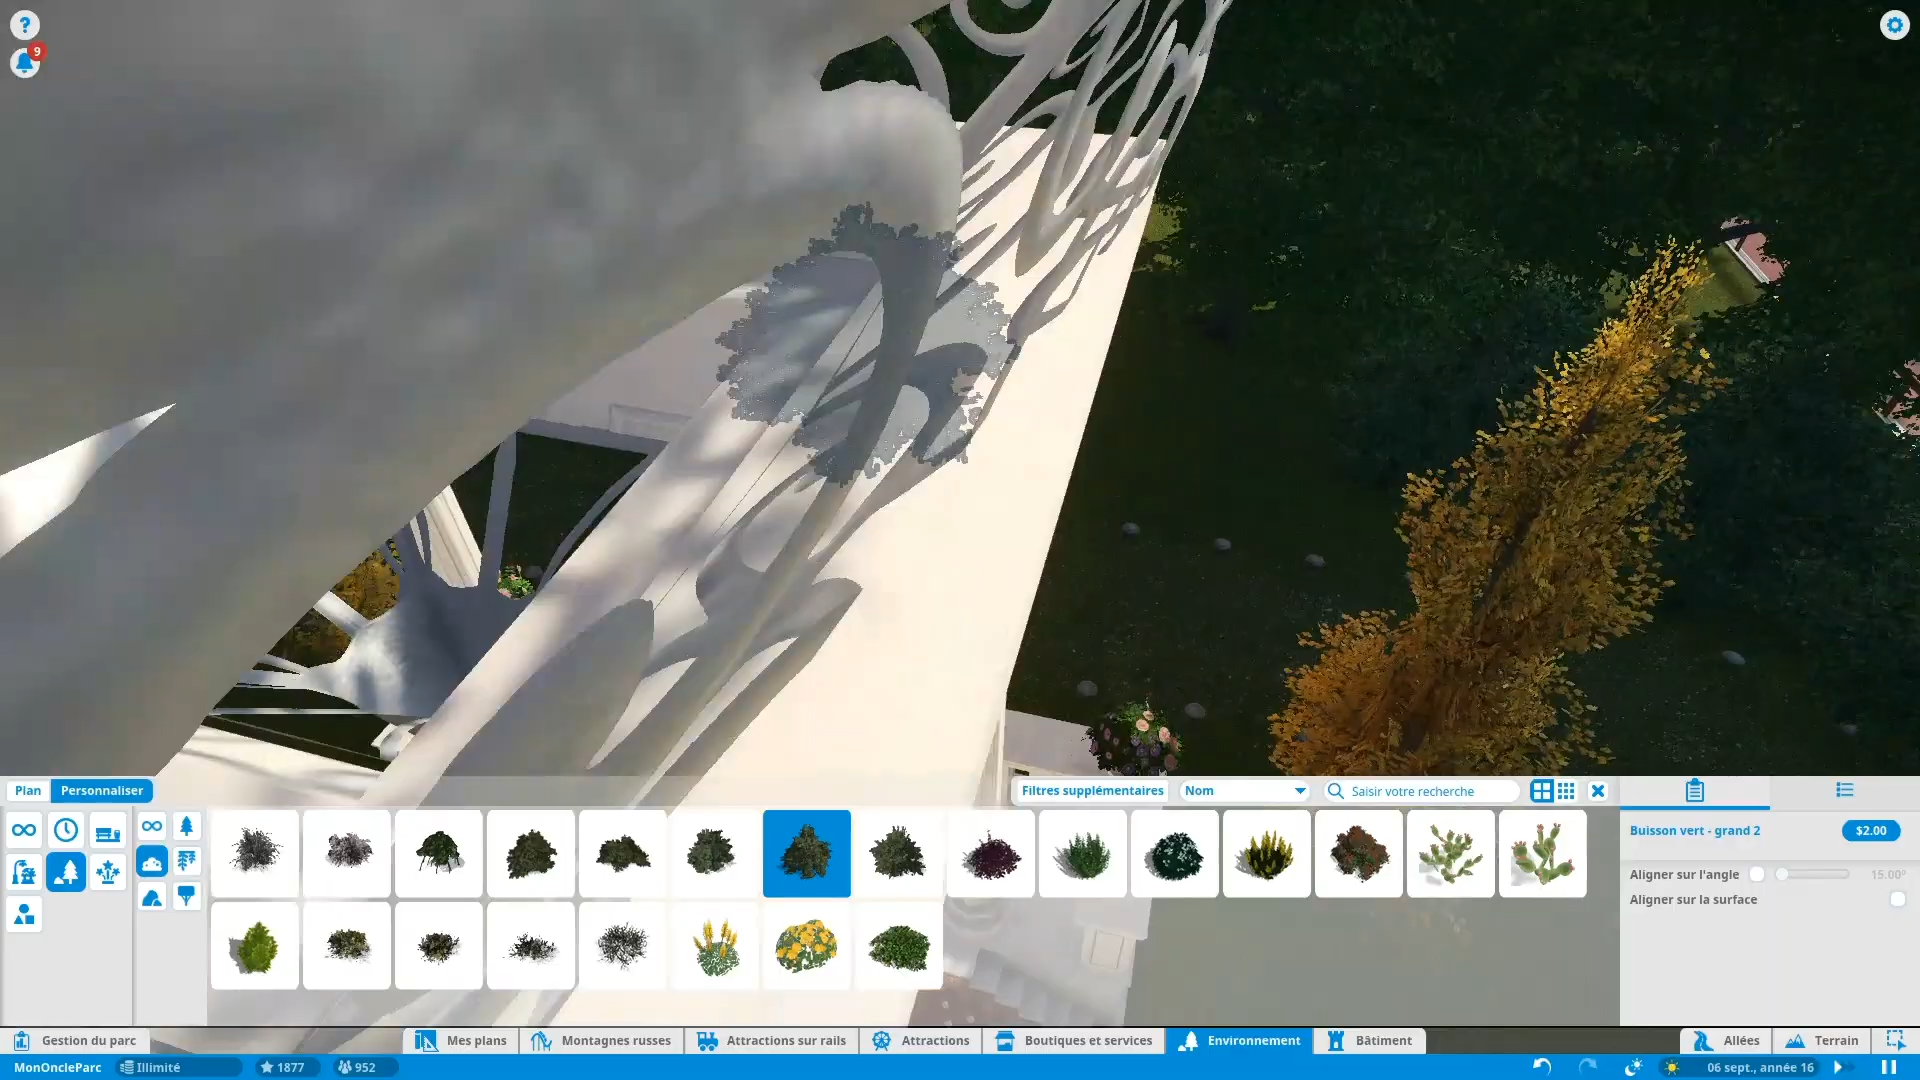 ?
9
Plan
Personnaliser
Filtres supplémentaires
Nom
Saisir votre recherche
Buisson vert - grand 2
$2.00
Aligner sur l'angle
15.00°
Aligner sur la surface
Gestion du parc
Mes plans
Montagnes russes
Attractions sur rails
Attractions
Boutiques et services
Environnement
Bâtiment
Allées
Terrain
MonOncleParc
Illimité
1877
952
06 sept., année 16